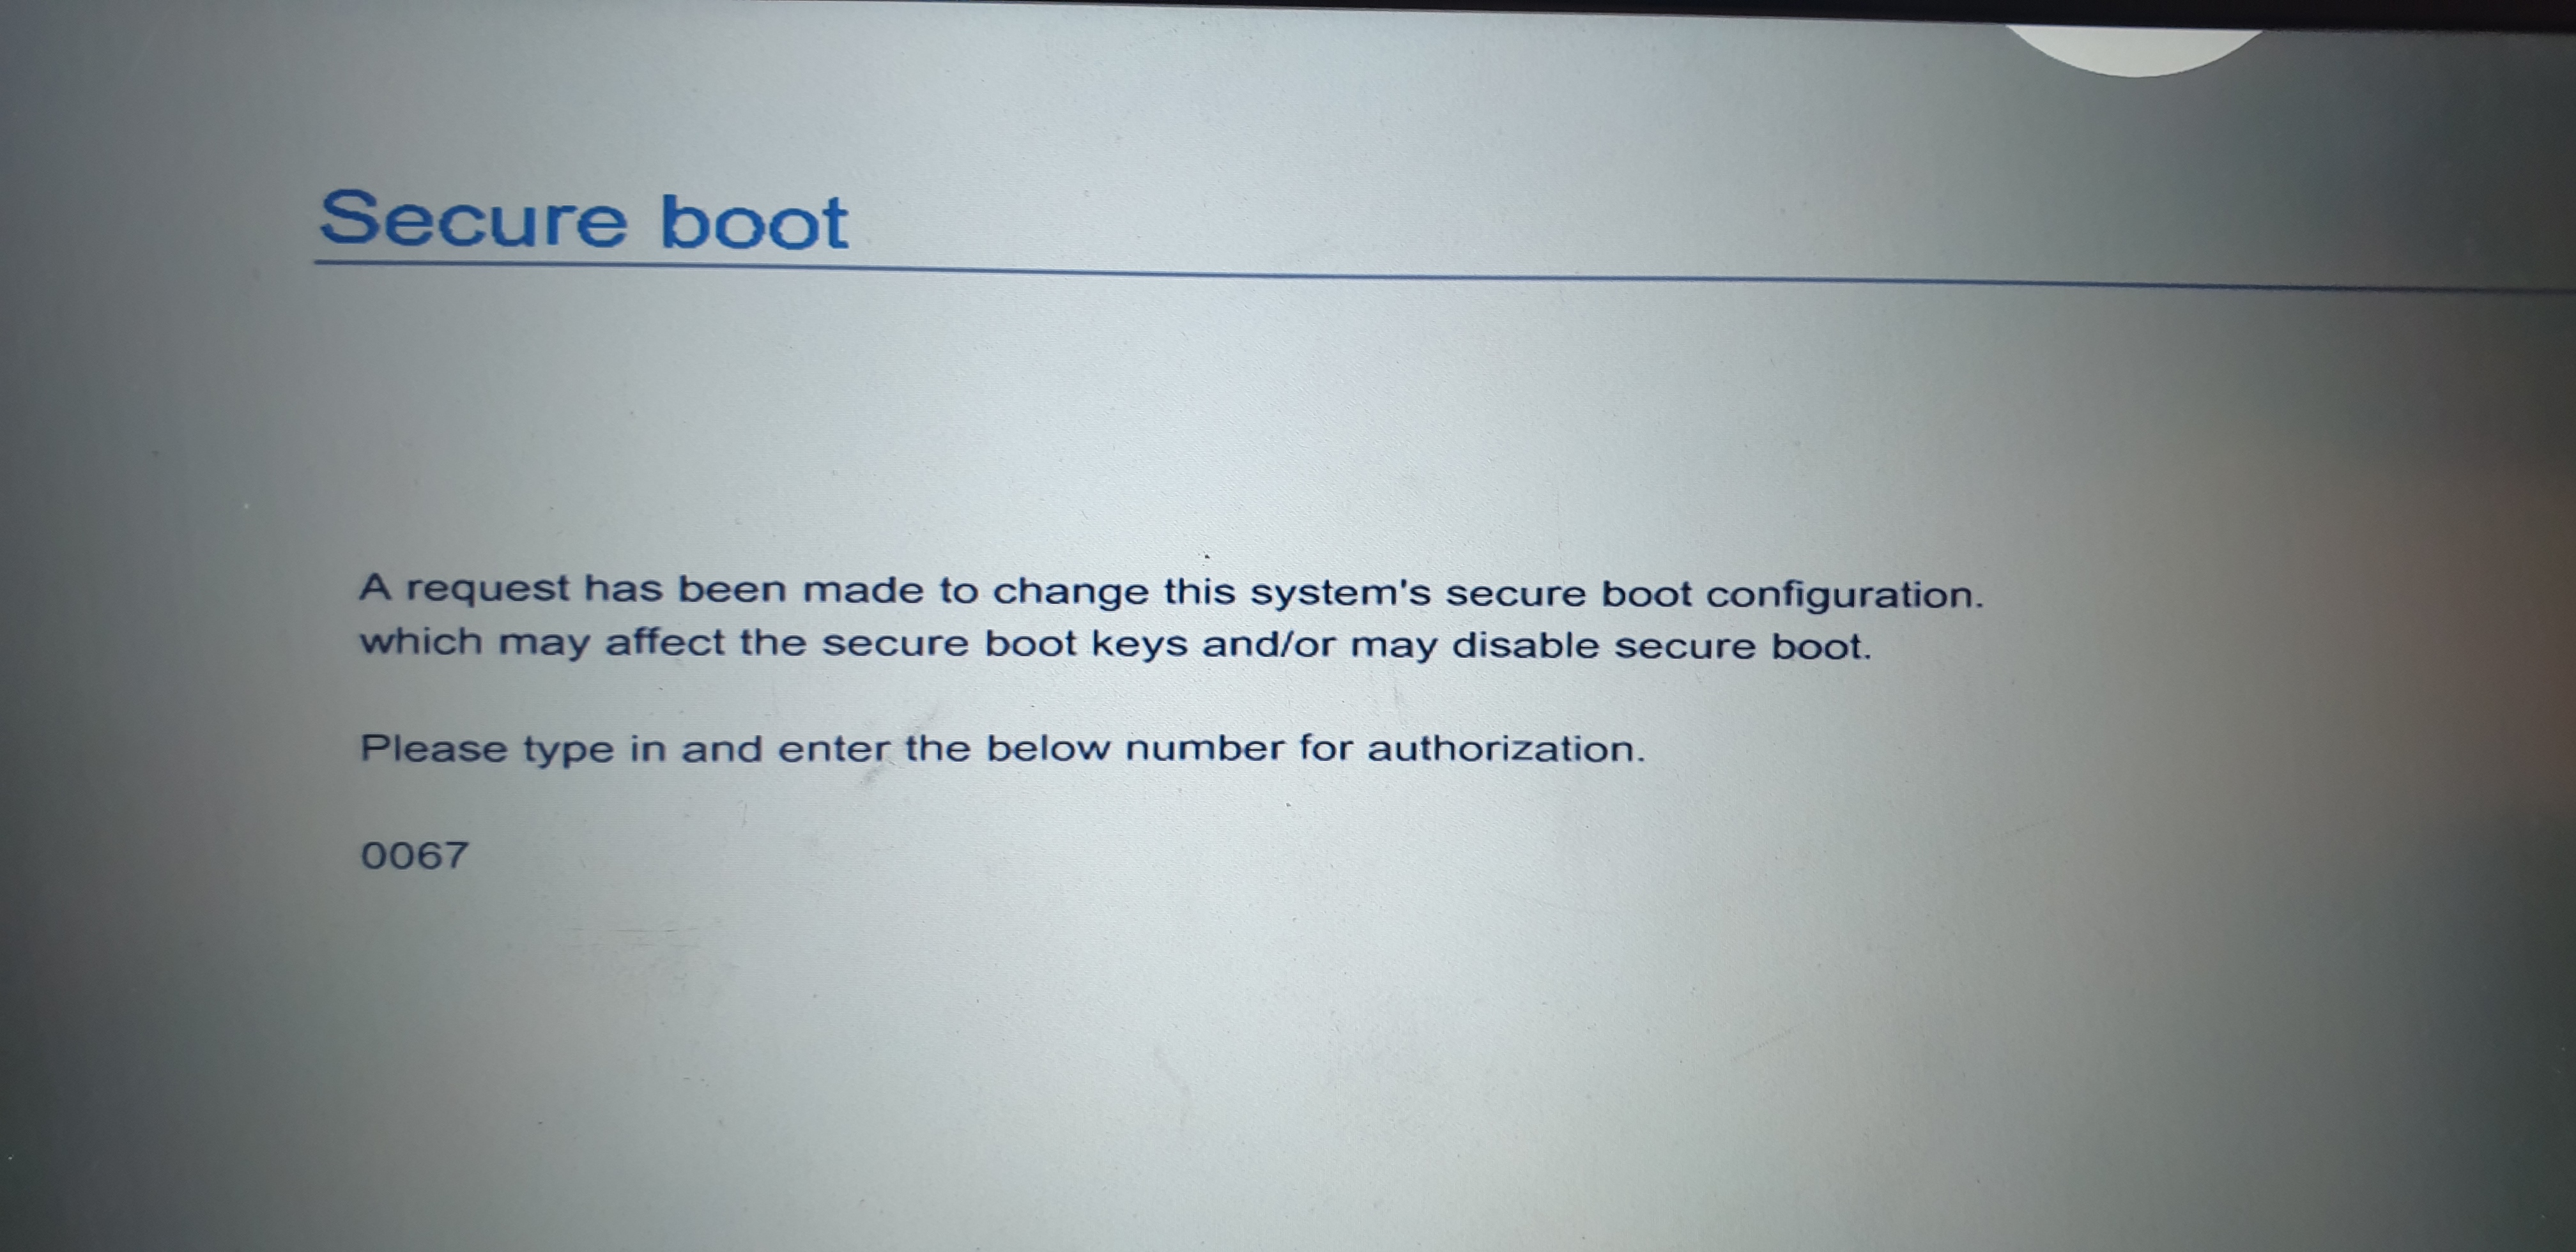 Secure boot
A request has been made to change this system's secure boot configuration.
which may affect the secure boot keys and/or may disable secure boot.
Please type in and enter the below number for authorization.
0067